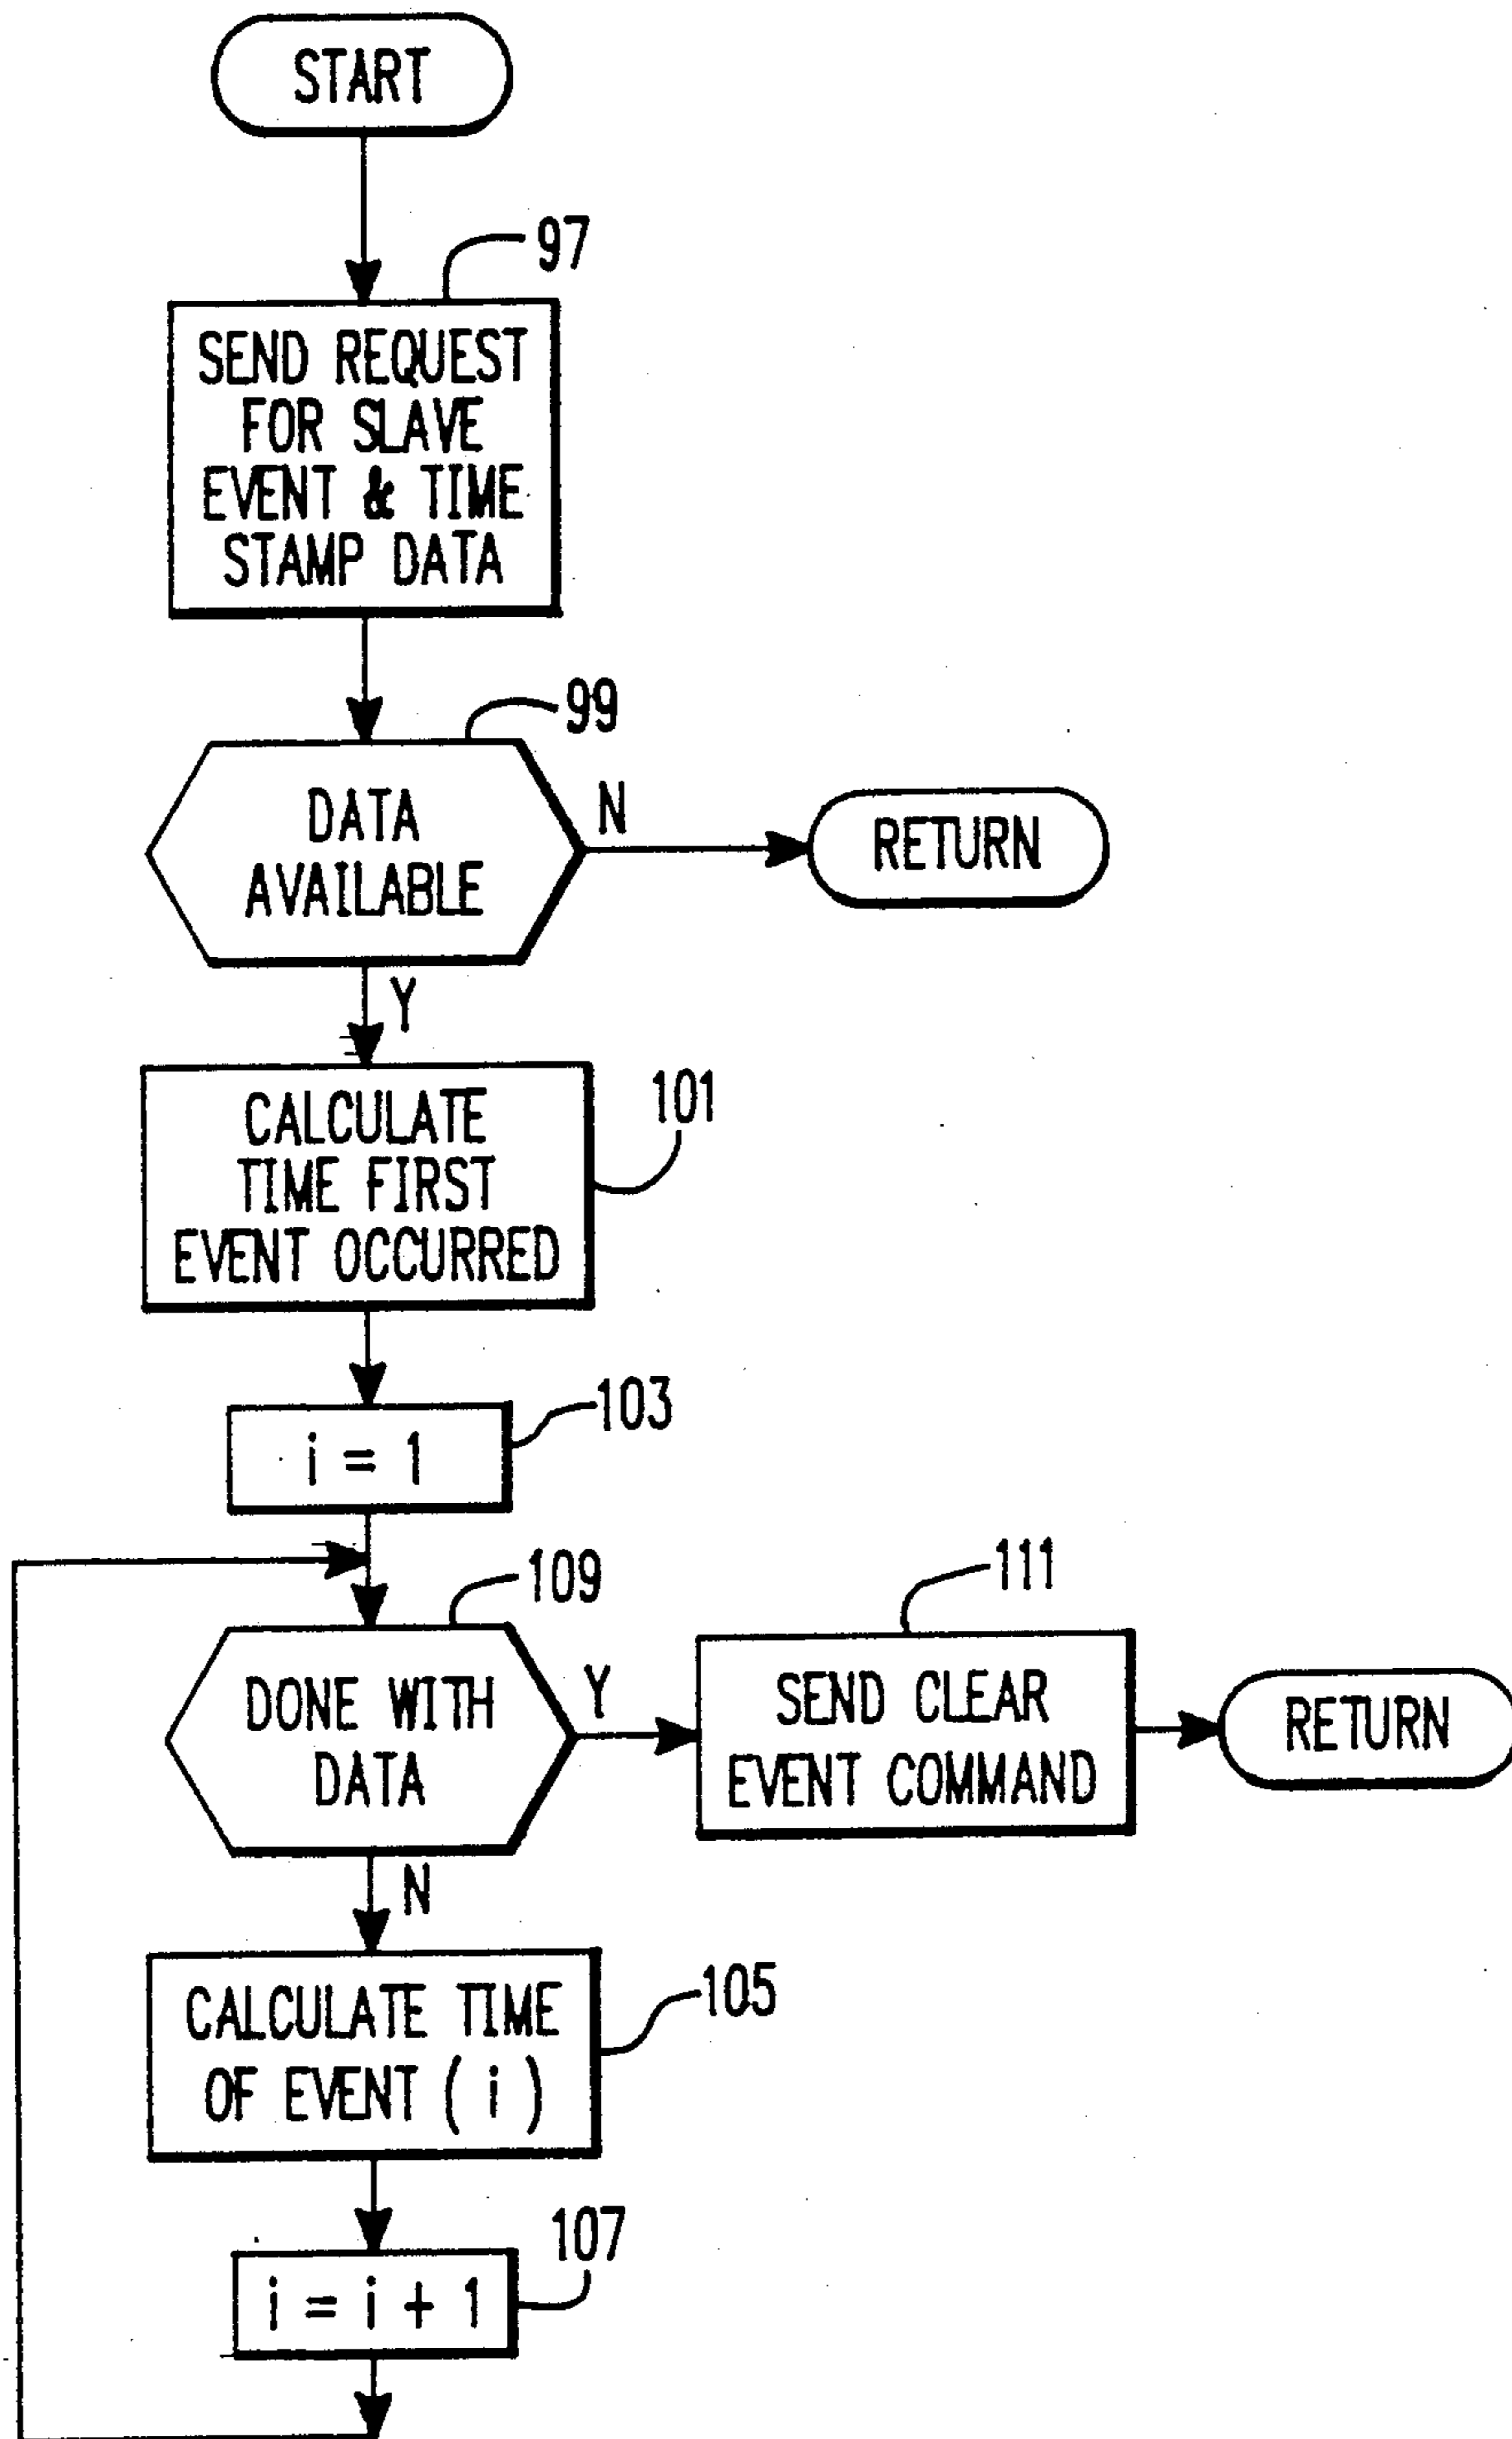 START
97
SEND REQUEST
FOR SLAVE
EVENT & TIME
STAMP DATA
99
DATA
AVAILABLE
N
RETURN
Y
CALCULATE
TIME FIRST
EVENT OCCURRED
101
i = 1
103
109
DONE WITH
DATA
Y
111
SEND CLEAR
EVENT COMMAND
RETURN
N
CALCULATE TIME
OF EVENT ( i )
105
107
i = i + 1